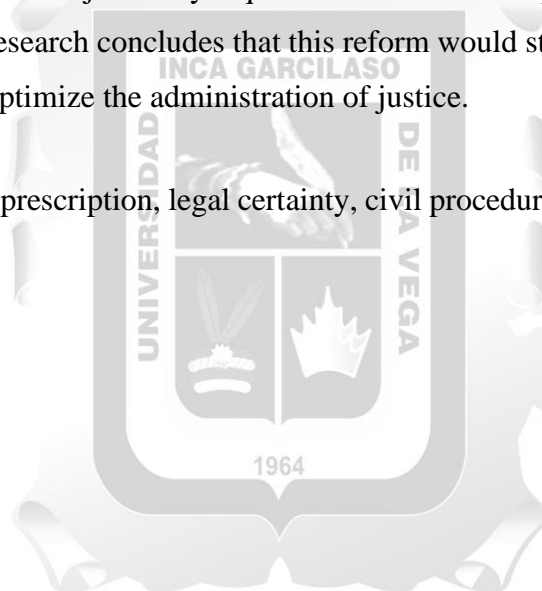 esearch concludes that this reform would st
INCA GARCILASO
ptimize the administration of justice.
UNIVERSIDAD
DE LA VEGA
prescription, legal certainty, civil procedur
1964